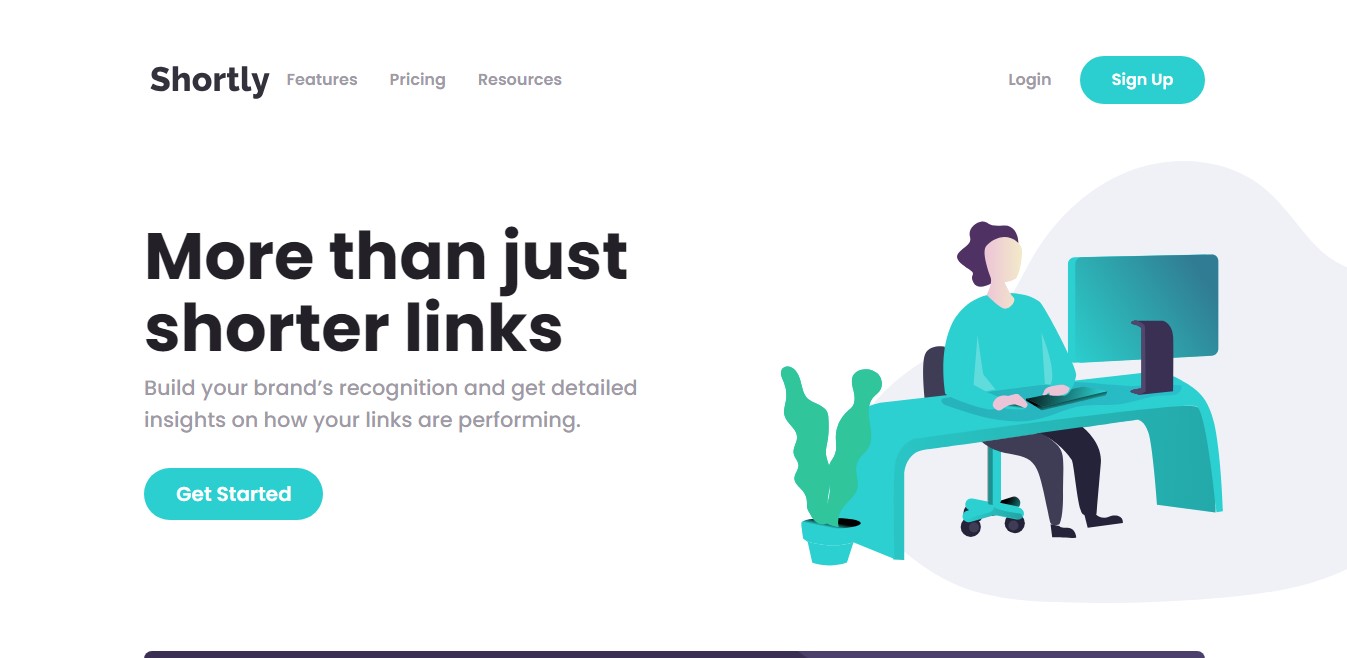 Shortly Features Pricing Resources Login Sign Up
More than just
shorter links
Build your brand’s recognition and get detailed
insights on how your links are performing.
Get Started